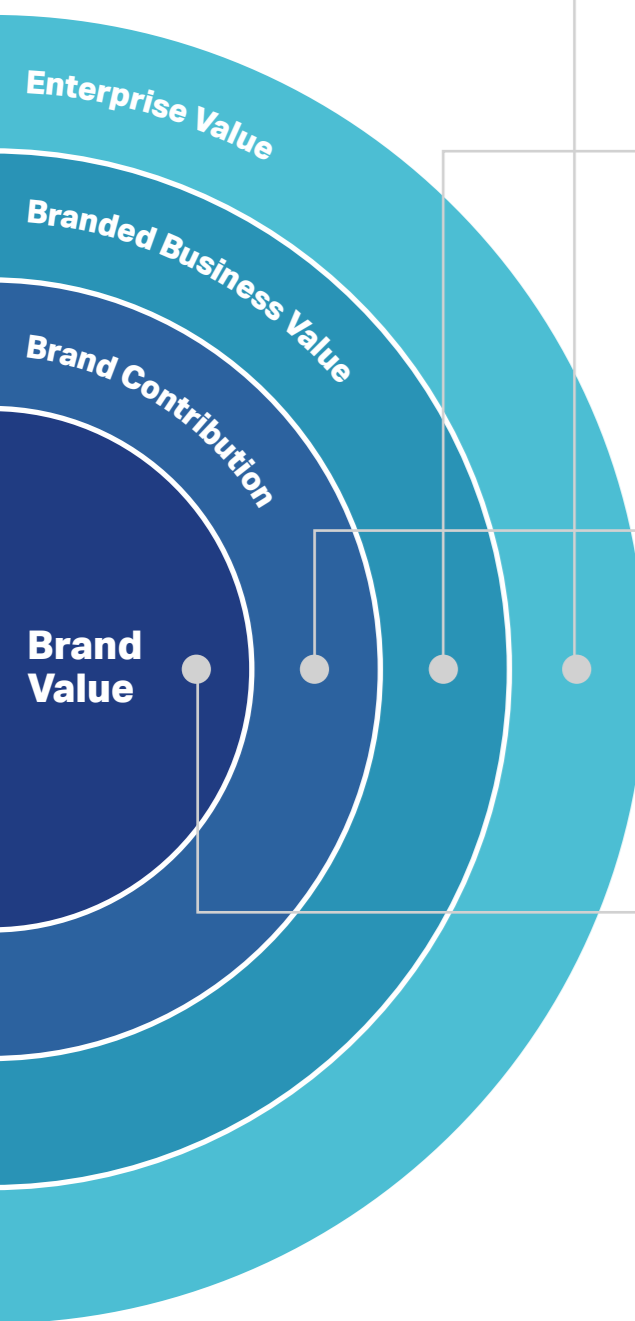 Enterprise Value
Branded Business Value
Brand Contribution
Brand
Value